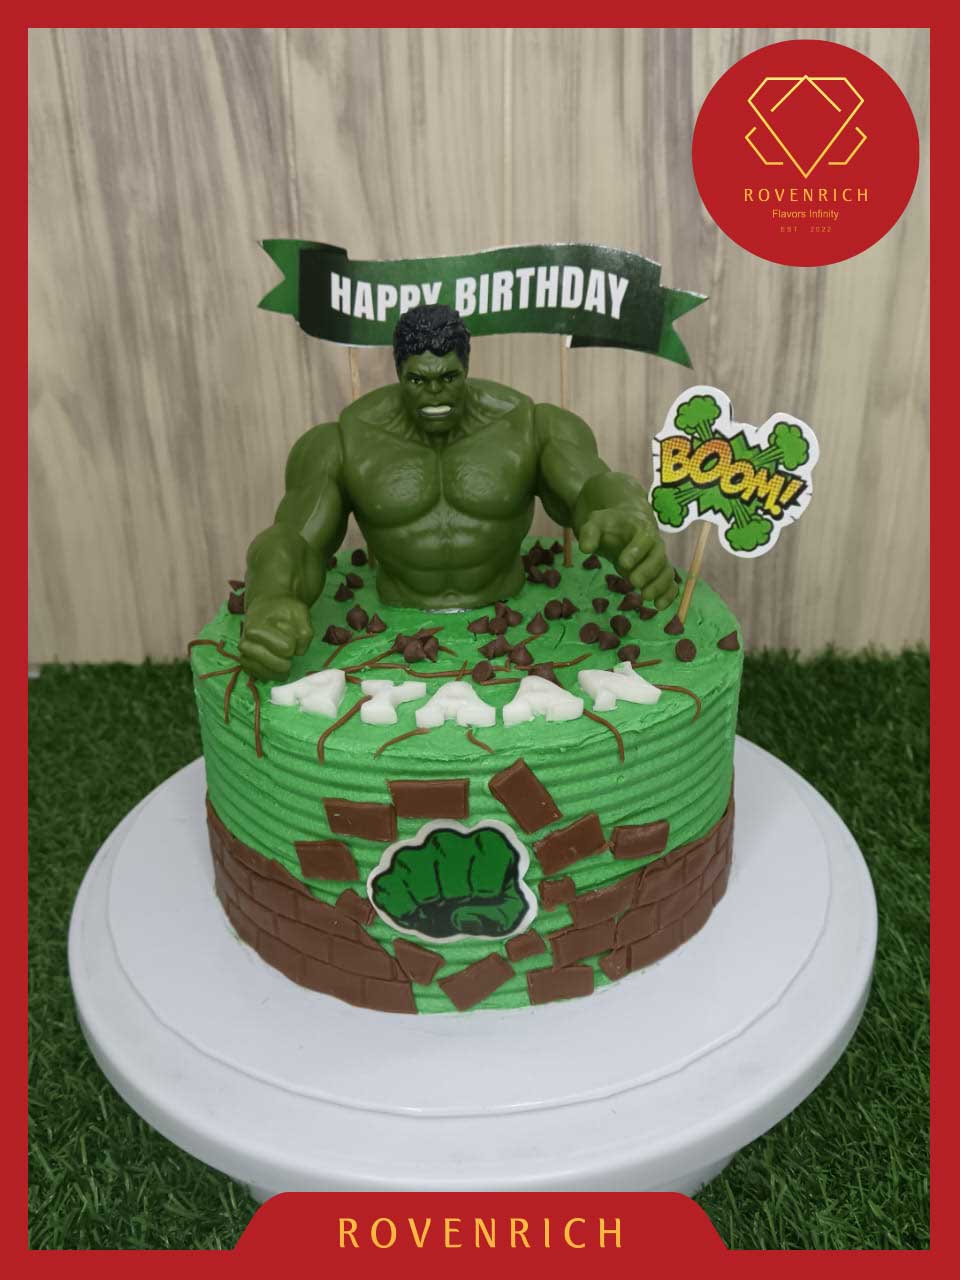 ROVENRICH
Flavors Infinity
EST 2022
HAPPY BIRTHDAY
BOOM!!
AYAAN
ROVENRICH